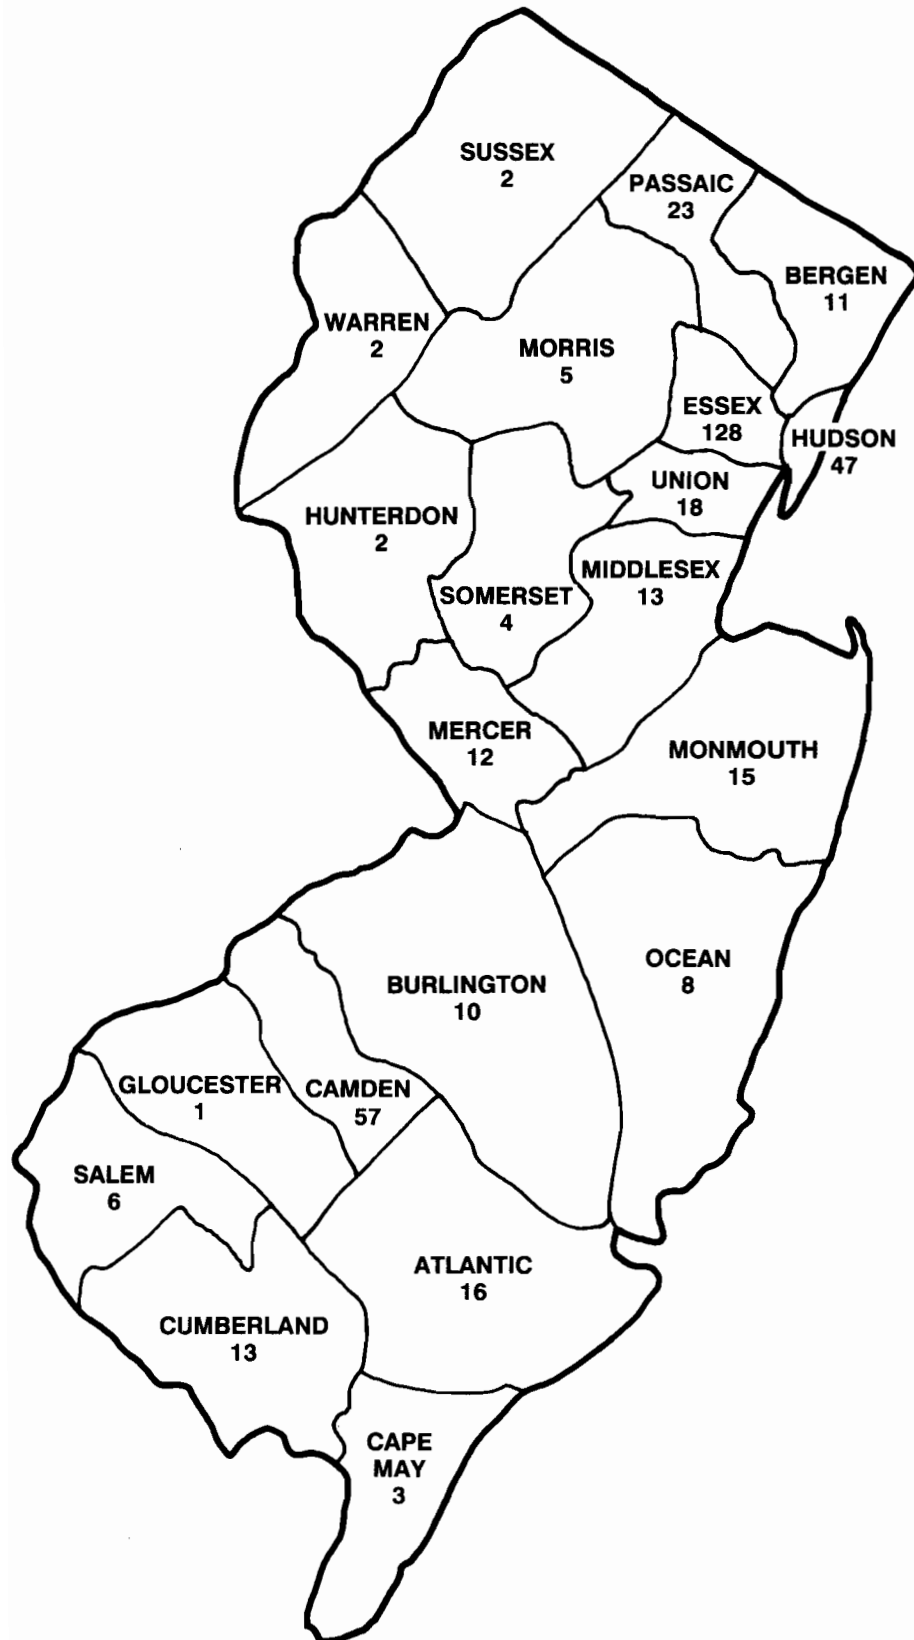 SUSSEX
2
PASSAIC
23
BERGEN
11
WARREN
2
MORRIS
5
ESSEX
128
HUDSON
47
UNION
18
HUNTERDON
2
MIDDLESEX
13
SOMERSET
4
MERCER
12
MONMOUTH
15
OCEAN
8
BURLINGTON
10
GLOUCESTER
1
CAMDEN
57
SALEM
6
ATLANTIC
16
CUMBERLAND
13
CAPE
MAY
3